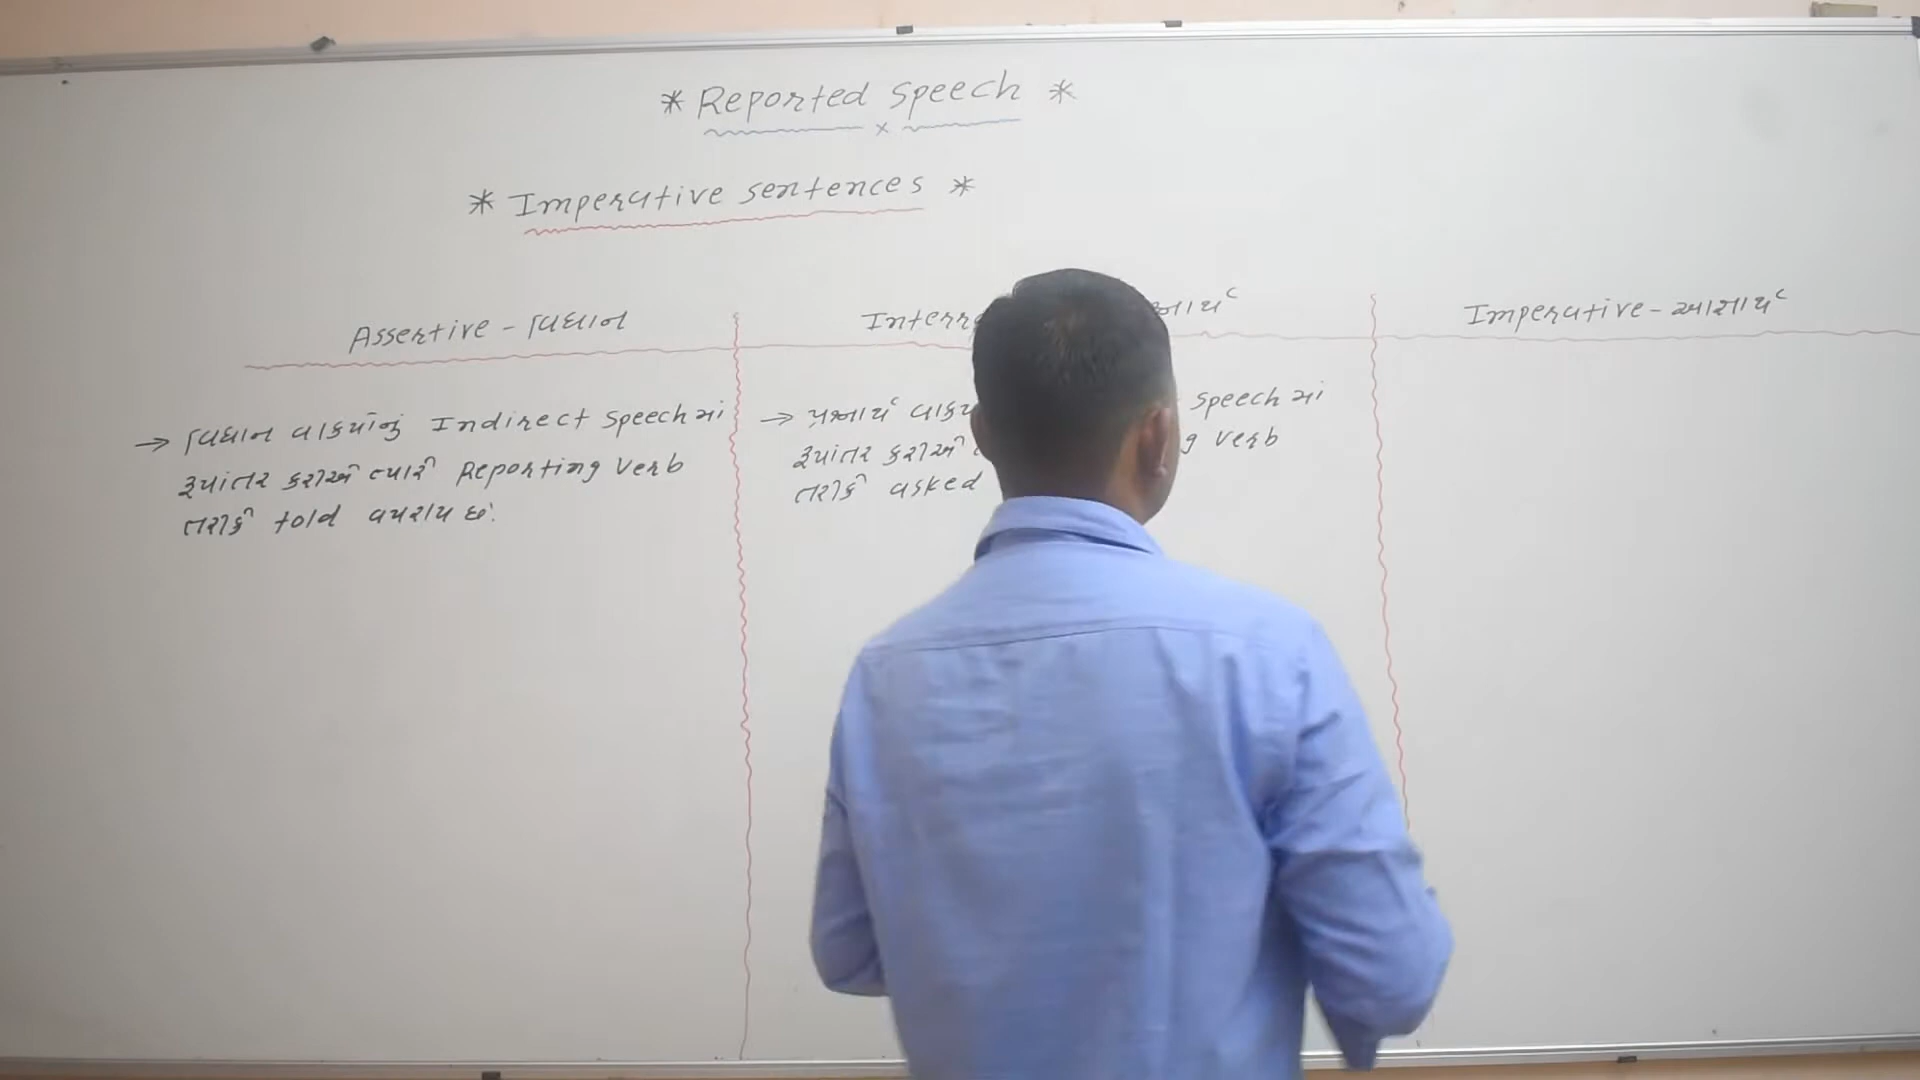 * Reported speech *
x
* Imperative sentences *
Assertive - વિધાન
→ વિધાન વાક્યોનું Indirect speech માં
રૂપાંતર કરીએ ત્યારે Reporting verb
તરીકે told વપરાય છે.
→ પ્રશ્નાર્થ speech માં
રૂપાંતર કરીએ verb
તરીકે asked
Imperative - આજ્ઞાર્થ